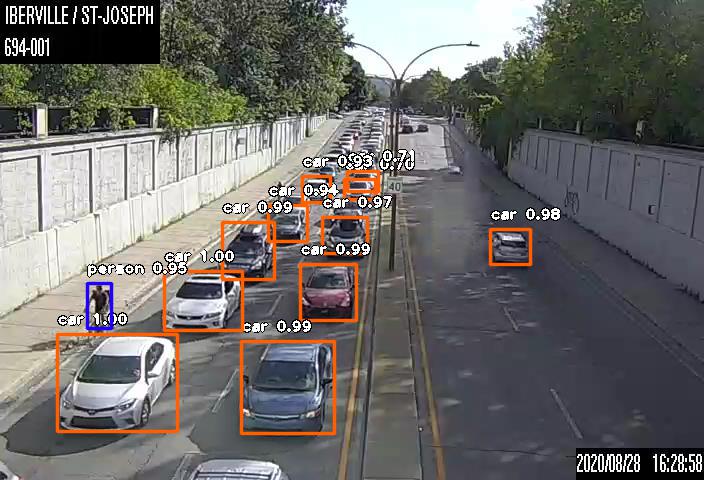 IBERVILLE / ST-JOSEPH
694-001
car 0.93
car 0.94
car 0.97
car 0.99
car 0.98
car 0.99
car 1.00
person 0.95
car 1.00
car 0.99
40
2020/08/28 16:28:58